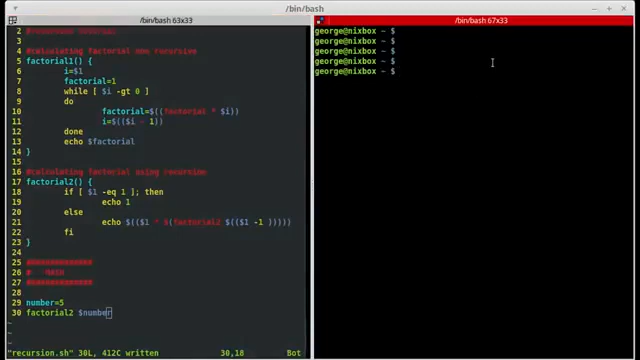 /bin/bash
/bin/bash 63x33
2 #recursion tutorial
3
4 #calculating factorial non recursive
5 factorial1() {
6 i=$1
7 factorial=1
8 while [ $i -gt 0 ]
9 do
10 factorial=$((factorial * $i))
11 i=$(($i - 1))
12 done
13 echo $factorial
14 }
15
16 #calculating factorial using recursion
17 factorial2() {
18 if [ $1 -eq 1 ]; then
19 echo 1
20 else
21 echo $(($1 * $(factorial2 $(($1 -1 )))))
22 fi
23 }
24
25 #############
26 # MAIN
27 #############
28
29 number=5
30 factorial2 $number
~
~
~
"recursion.sh" 30L, 412C written 30,18 Bot
/bin/bash 67x33
george@nixbox ~ $
george@nixbox ~ $
george@nixbox ~ $
george@nixbox ~ $
george@nixbox ~ $